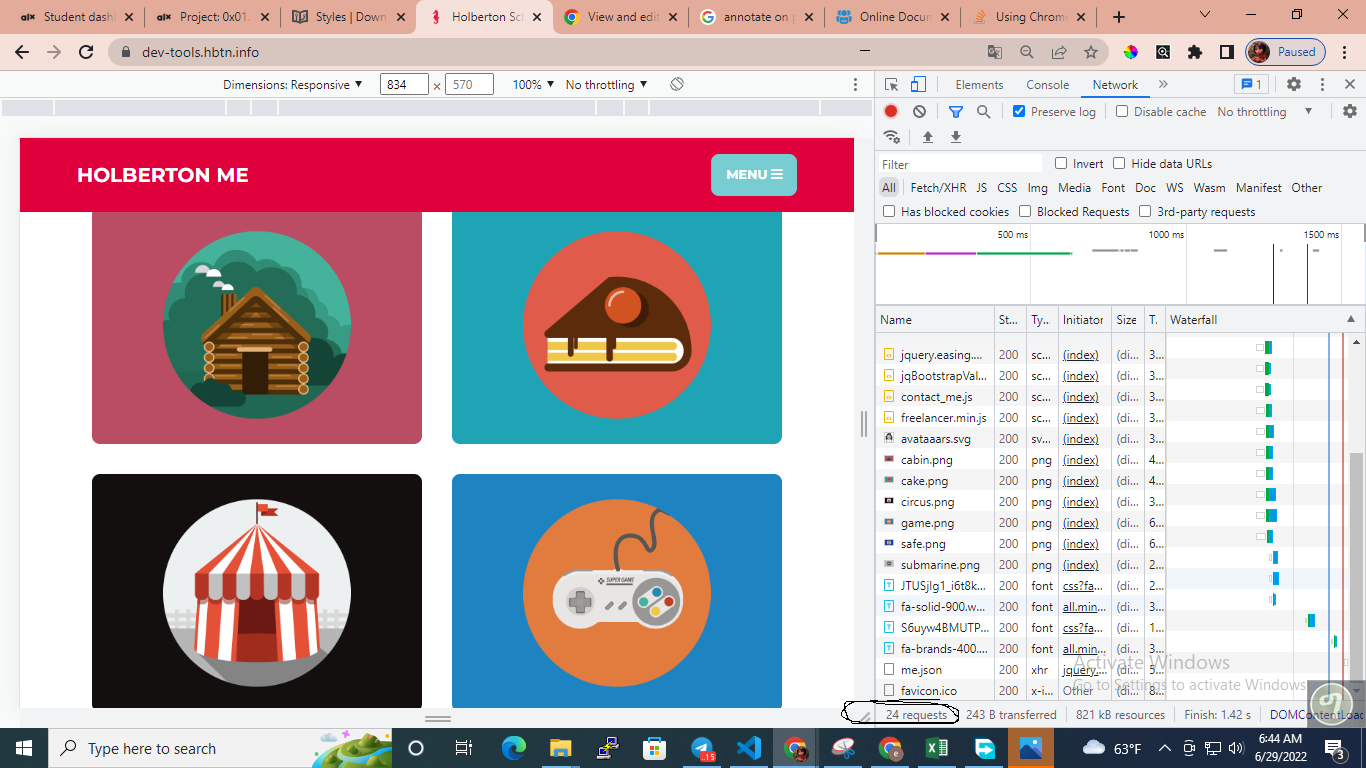 Student dash
Project: 0x01.
Styles | Down
Holberton Sch
View and edit
annotate on p
Online Docum
Using Chrome
dev-tools.hbtn.info
Paused
Dimensions: Responsive 834 × 570 100% No throttling
Elements Console Network 1
Preserve log Disable cache No throttling
Filter Invert Hide data URLs
All Fetch/XHR JS CSS Img Media Font Doc WS Wasm Manifest Other
Has blocked cookies Blocked Requests 3rd-party requests
500 ms 1000 ms 1500 ms
Name St... Ty... Initiator Size T. Waterfall
jquery.easing.... 200 sc... (index) (di... 3...
jqBootstrapVal... 200 sc... (index) (di... 3...
contact_me.js 200 sc... (index) (di... 3...
freelancer.min.js 200 sc... (index) (di... 3...
avataaars.svg 200 sv... (index) (di... 3...
cabin.png 200 png (index) (di... 4...
cake.png 200 png (index) (di... 4...
circus.png 200 png (index) (di... 3...
game.png 200 png (index) (di... 6...
safe.png 200 png (index) (di... 6...
submarine.png 200 png (index) (di... 2...
JTUSjIg1_i6t8k... 200 font css?fa... (di... 2...
fa-solid-900.w... 200 font all.min... (di... 3...
S6uyw4BMUTP... 200 font css?fa... (di... 1...
fa-brands-400.... 200 font all.min... (di... 3...
me.json 200 xhr jquery.... (di... 5...
favicon.ico 200 x-i... Other (di... 8...
24 requests 243 B transferred 821 kB resources Finish: 1.42 s DOMContentLoad
HOLBERTON ME
MENU
SUPER GAME
Activate Windows
Go to Settings to activate Windows
Type here to search
.15
63°F
6:44 AM
6/29/2022
3